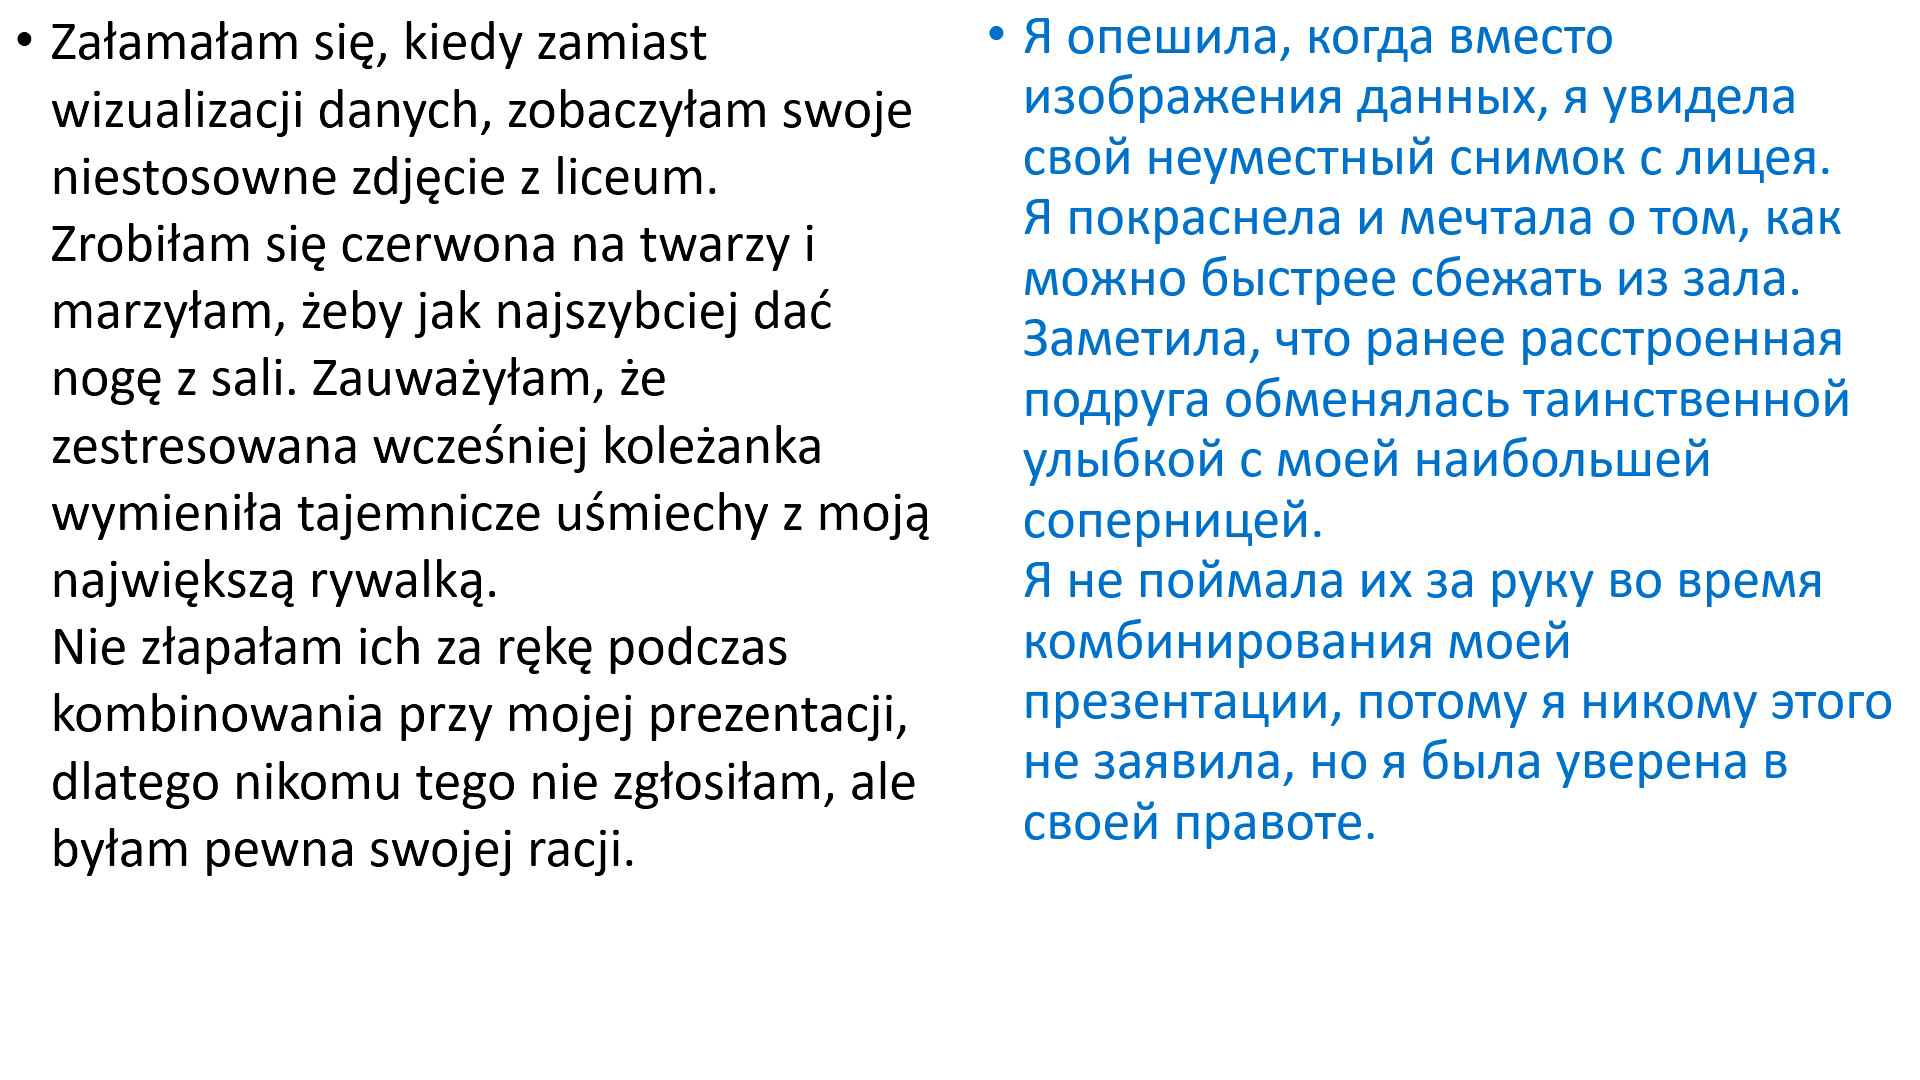 • Załamałam się, kiedy zamiast
wizualizacji danych, zobaczyłam swoje
niestosowne zdjęcie z liceum.
Zrobiłam się czerwona na twarzy i
marzyłam, żeby jak najszybciej dać
nogę z sali. Zauważyłam, że
zestresowana wcześniej koleżanka
wymieniła tajemnicze uśmiechy z moją
największą rywalką.
Nie złapałam ich za rękę podczas
kombinowania przy mojej prezentacji,
dlatego nikomu tego nie zgłosiłam, ale
byłam pewna swojej racji.
• Я опешила, когда вместо
изображения данных, я увидела
свой неуместный снимок с лицея.
Я покраснела и мечтала о том, как
можно быстрее сбежать из зала.
Заметила, что ранее расстроенная
подруга обменялась таинственной
улыбкой с моей наибольшей
соперницей.
Я не поймала их за руку во время
комбинирования моей
презентации, потому я никому этого
не заявила, но я была уверена в
своей правоте.